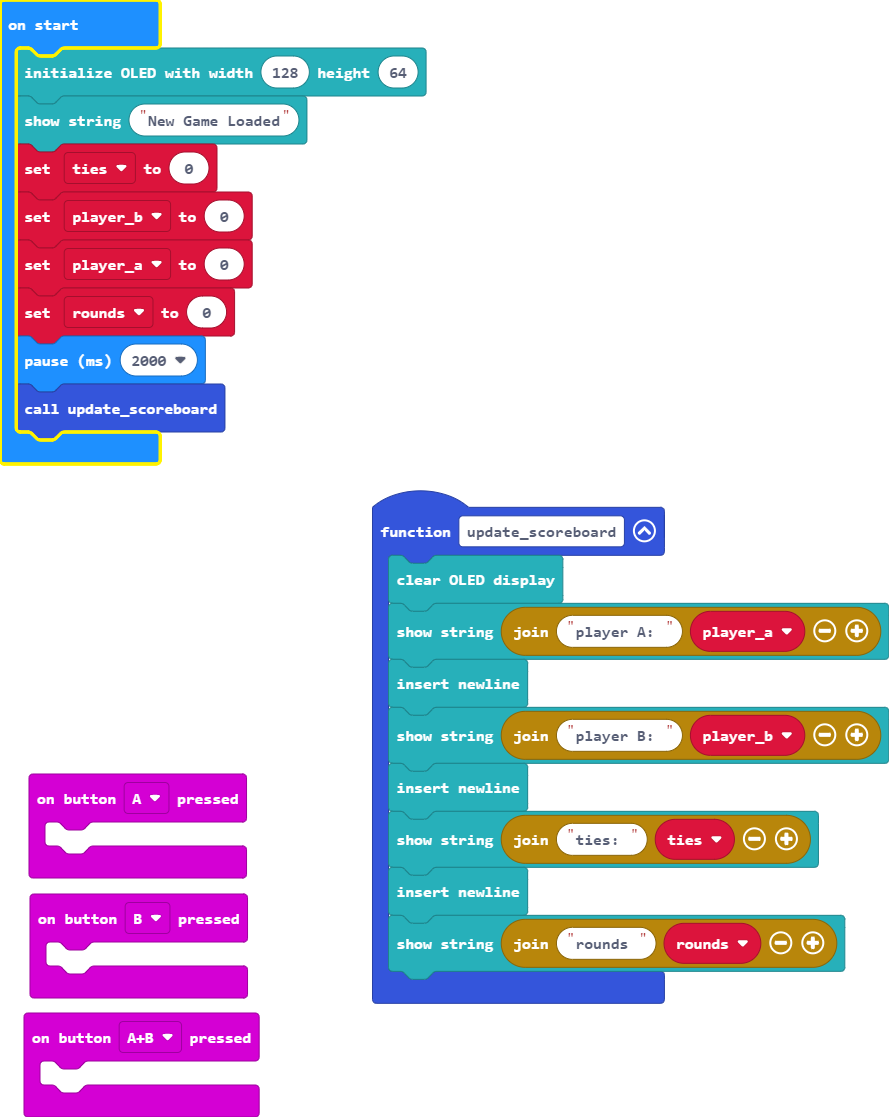 on start
initialize OLED with width 128 height 64
show string "New Game Loaded"
set ties to 0
set player_b to 0
set player_a to 0
set rounds to 0
pause (ms) 2000
call update_scoreboard
function update_scoreboard
clear OLED display
show string join "player A: " player_a
insert newline
show string join "player B: " player_b
insert newline
show string join "ties: " ties
insert newline
show string join "rounds " rounds
on button A pressed
on button B pressed
on button A+B pressed